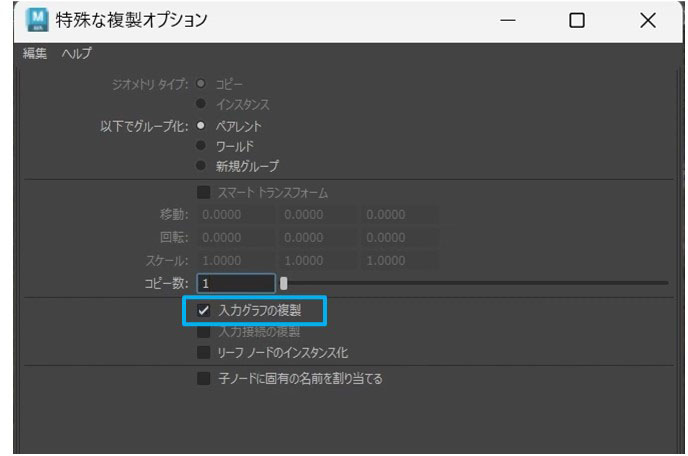 特殊な複製オプション
編集 ヘルプ
ジオメトリ タイプ: コピー
インスタンス
以下でグループ化: ペアレント
ワールド
新規グループ
スマート トランスフォーム
移動: 0.0000 0.0000 0.0000
回転: 0.0000 0.0000 0.0000
スケール: 1.0000 1.0000 1.0000
コピー数: 1
入力グラフの複製
入力接続の複製
リーフ ノードのインスタンス化
子ノードに固有の名前を割り当てる